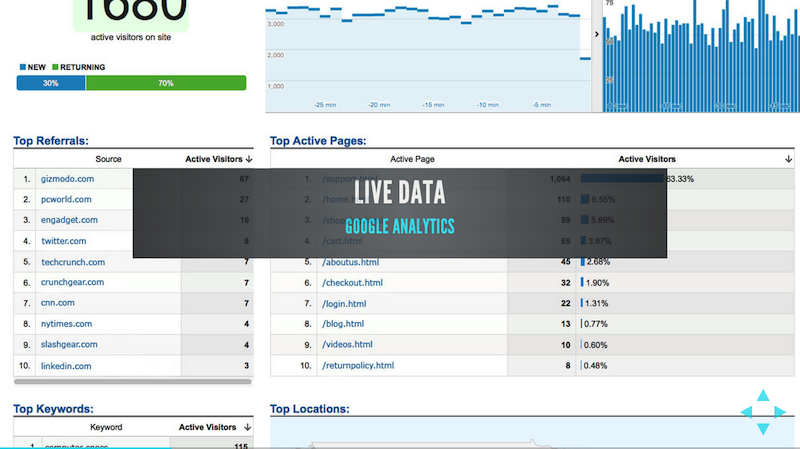 1680
active visitors on site
NEW RETURNING
30% 70%
3,000
2,000
1,000
-25 min -20 min -15 min -10 min -5 min
75
25
Top Referrals:
Source Active Visitors
1. gizmodo.com 67
2. pcworld.com 27
3. engadget.com 16
4. twitter.com 8
5. techcrunch.com 7
6. crunchgear.com 7
7. cnn.com 7
8. nytimes.com 4
9. slashgear.com 4
10. linkedin.com 3
Top Active Pages:
Active Page Active Visitors
1. /support.html 1,064 63.33%
2. /home.html 110 6.55%
3. 99 5.89%
4. /cart.html 65 3.87%
5. /aboutus.html 45 2.68%
6. /checkout.html 32 1.90%
7. /login.html 22 1.31%
8. /blog.html 13 0.77%
9. /videos.html 10 0.60%
10. /returnpolicy.html 8 0.48%
LIVE DATA
GOOGLE ANALYTICS
Top Keywords:
Keyword Active Visitors
1. computer specs 115
Top Locations: